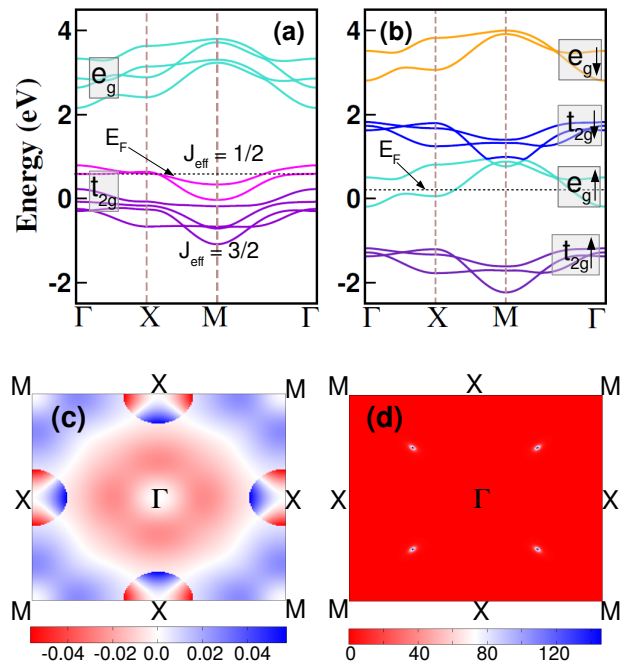 (a)
(b)
Energy (eV)
4
2
0
-2
e_g
E_F
J_eff = 1/2
t_2g
J_eff = 3/2
Γ X M Γ
e_g↓
t_2g↓
E_F
e_g↑
t_2g↑
Γ X M Γ
M X M
(c)
X Γ X
M X M
-0.04 -0.02 0.0 0.02 0.04
X M
(d)
Γ X
X M
0 40 80 120